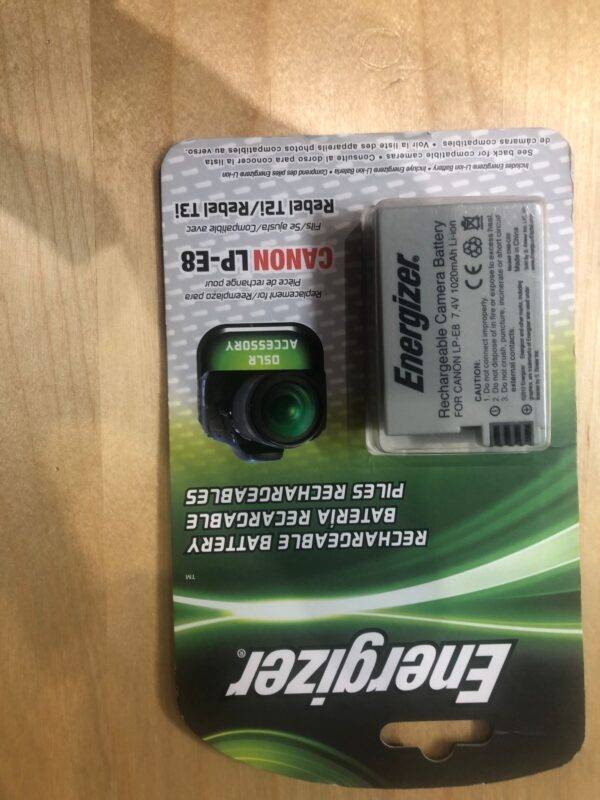 Energizer®
™
RECHARGEABLE BATTERY
BATERÍA RECARGABLE
PILES RECHARGEABLES
DSLR
ACCESSORY
Replacement for/Reemplazo para
Pièce de rechange pour
CANON LP-E8
Fits/Se ajusta/Compatible avec
Rebel T2i/Rebel T3i
Includes Energizer Li-ion Battery • Incluye Energizer Li-ion Batería • Comprend des piles Energizer Li-ion
See back for compatible cameras • Consulte al dorso para conocer la lista
de cámaras compatibles • Voir la liste des appareils photos compatibles au verso.
Energizer®
Rechargeable Camera Battery
FOR CANON LP-E8 7.4V 1020mAh Li-ion
CAUTION:
1. Do not connect improperly.
2. Do not dispose of in fire or expose to excess heat.
3. Do not crush, puncture, incinerate or short circuit
external contacts.
CE
Made in China